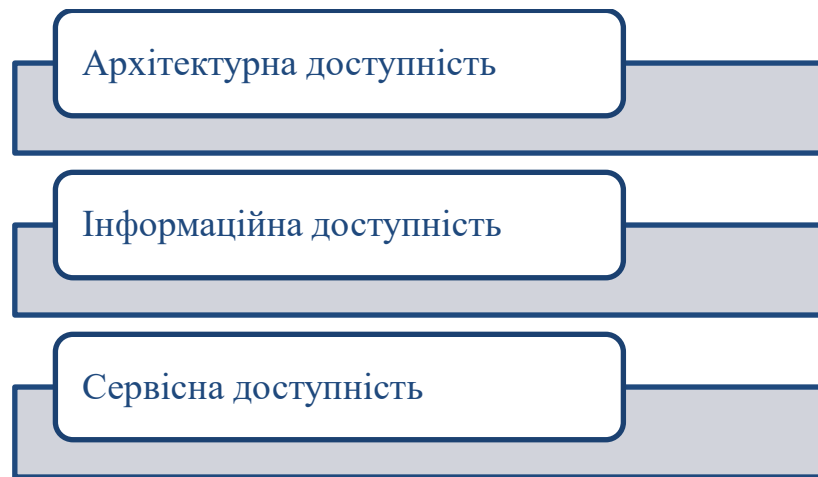 Архітектурна доступність
Інформаційна доступність
Сервісна доступність